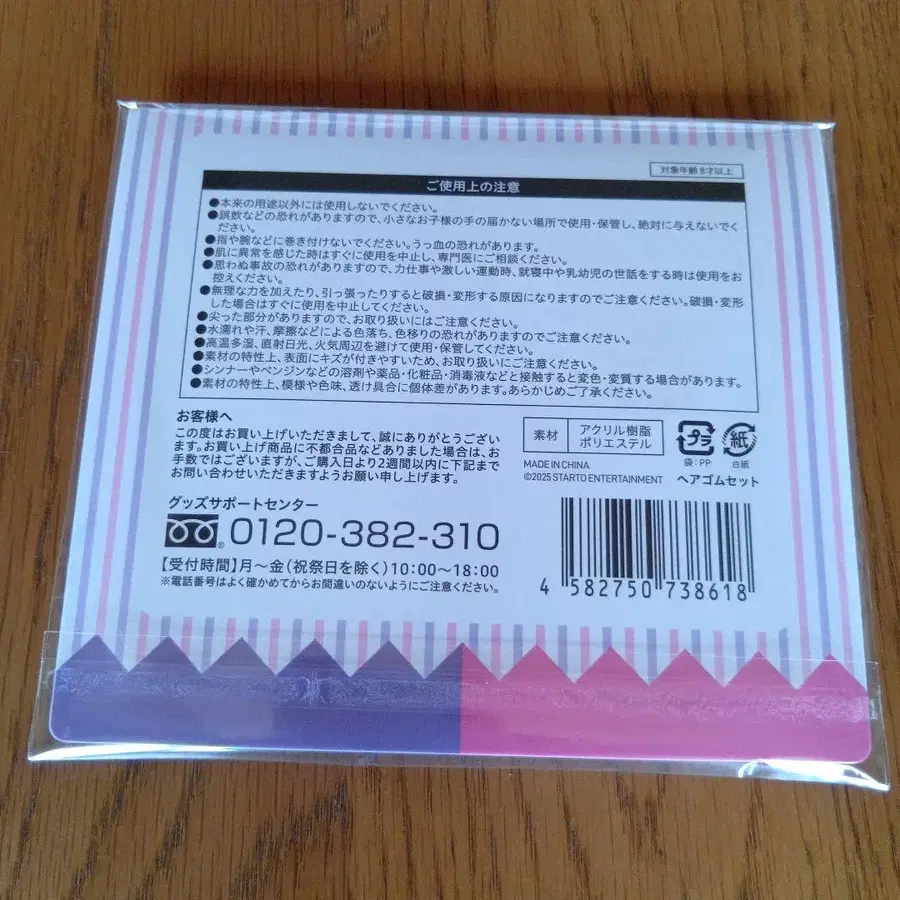 対象年齢 8才以上
ご使用上の注意
●本来の用途以外には使用しないでください。
●誤飲などの恐れがありますので、小さなお子様の手の届かない場所で使用・保管し、絶対に与えないでく
ださい。
●指や腕などに巻き付けないでください。うっ血の恐れがあります。
●肌に異常を感じた時はすぐに使用を中止し、専門医にご相談ください。
●思わぬ事故の恐れがありますので、力仕事や激しい運動時、就寝中や乳幼児の世話をする時は使用をお
控えください。
●無理な力を加えたり、引っ張ったりすると破損・変形する原因になりますのでご注意ください。破損・変形
した場合はすぐに使用を中止してください。
●尖った部分がありますので、お取り扱いにはご注意ください。
●水濡れや汗、摩擦などによる色落ち、色移りの恐れがありますのでご注意ください。
●高温多湿、直射日光、火気周辺を避けて使用・保管してください。
●素材の特性上、表面にキズが付きやすいため、お取り扱いにご注意ください。
●シンナーやベンジンなどの溶剤や薬品・化粧品・消毒液などと接触すると変色・変質する場合があります。
●素材の特性上、模様や色味、透け具合に個体差があります。あらかじめご了承ください。
お客様へ
この度はお買い上げいただきまして、誠にありがとうござい
ます。お買い上げ商品に不都合品などありました場合は、お
手数ではございますが、ご購入日より2週間以内に下記まで
お問い合わせいただきますようお願い申し上げます。
グッズサポートセンター
0120-382-310
【受付時間】月〜金(祝祭日を除く)10:00〜18:00
※電話番号はよく確かめてからお間違いのないようにご注意ください。
素材
アクリル樹脂
ポリエステル
プラ
袋:PP
紙
台紙
MADE IN CHINA
©2025 STARTO ENTERTAINMENT
ヘアゴムセット
4 582750 738618